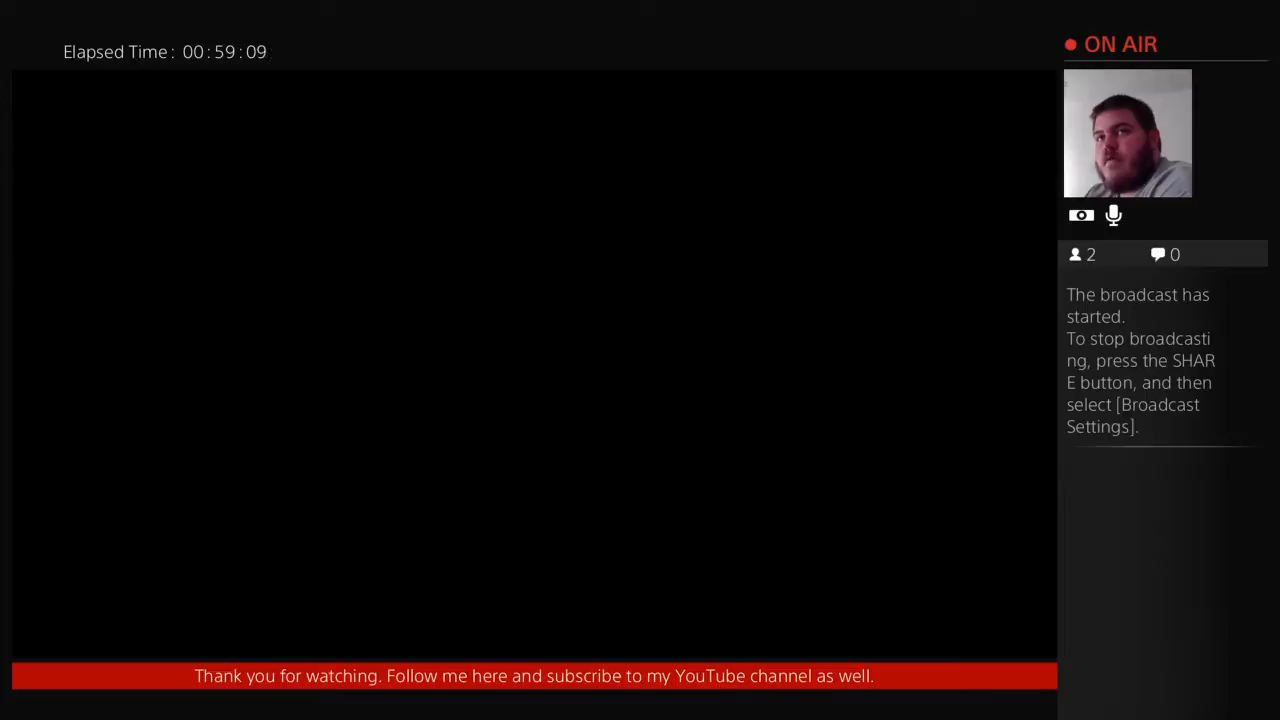 Elapsed Time: 00:59:09
ON AIR
2 0
The broadcast has
started.
To stop broadcasti
ng, press the SHAR
E button, and then
select [Broadcast
Settings].
Thank you for watching. Follow me here and subscribe to my YouTube channel as well.